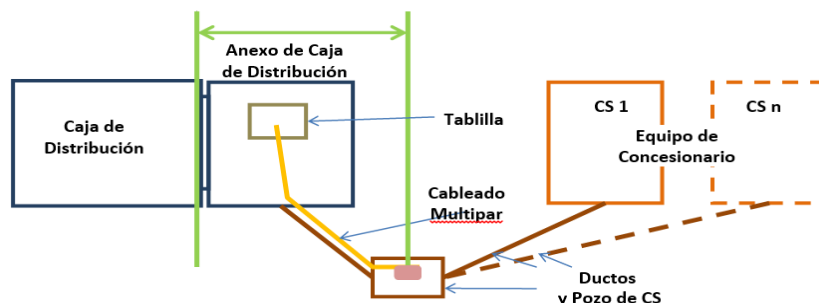 Anexo de Caja
de Distribución
Caja de
Distribución
Tablilla
CS 1
CS n
Equipo de
Concesionario
Cableado
Multipar
Ductos
y Pozo de CS